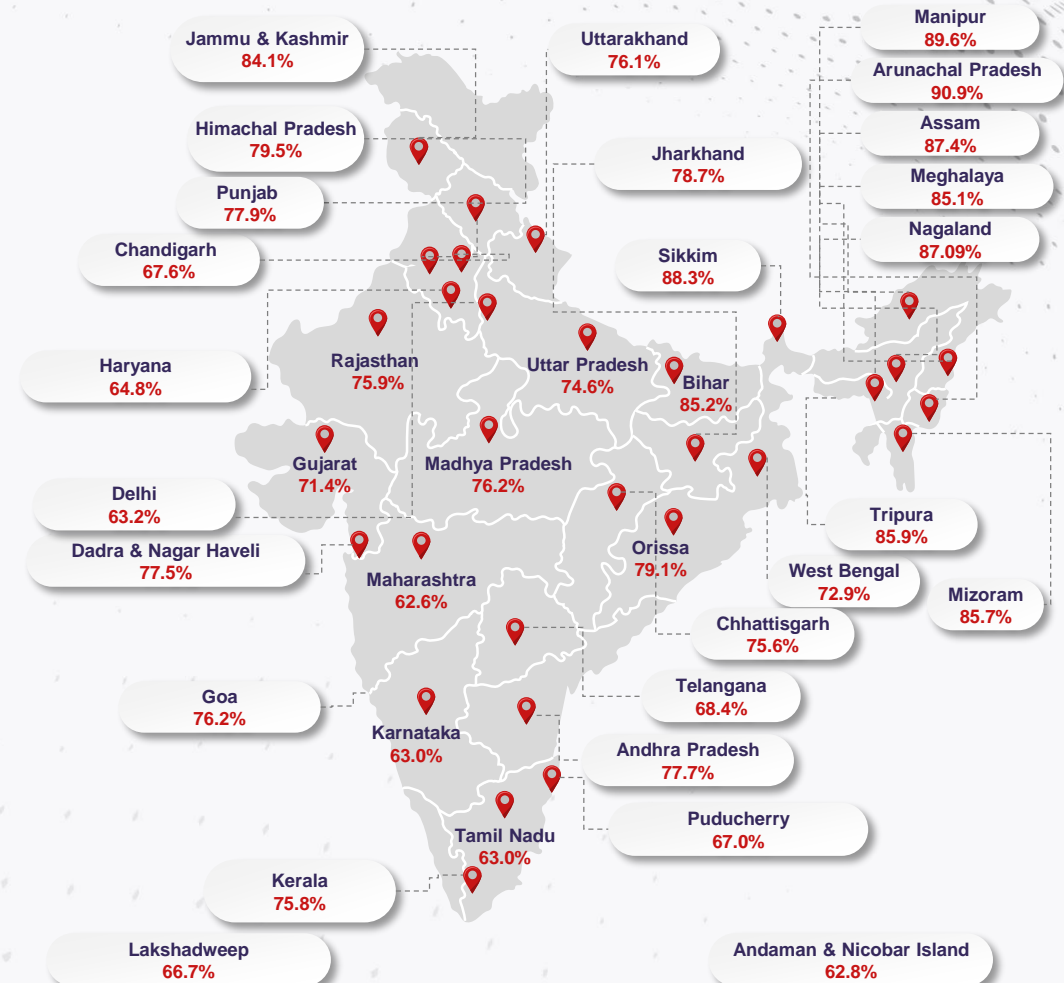 Manipur
89.6%
Jammu & Kashmir
84.1%
Uttarakhand
76.1%
Arunachal Pradesh
90.9%
Himachal Pradesh
79.5%
Assam
87.4%
Jharkhand
78.7%
Meghalaya
85.1%
Punjab
77.9%
Nagaland
87.09%
Chandigarh
67.6%
Sikkim
88.3%
Haryana
64.8%
Rajasthan
75.9%
Uttar Pradesh
74.6%
Bihar
85.2%
Gujarat
71.4%
Madhya Pradesh
76.2%
Delhi
63.2%
Tripura
85.9%
Dadra & Nagar Haveli
77.5%
Orissa
79.1%
Maharashtra
62.6%
West Bengal
72.9%
Mizoram
85.7%
Chhattisgarh
75.6%
Telangana
68.4%
Goa
76.2%
Karnataka
63.0%
Andhra Pradesh
77.7%
Puducherry
67.0%
Tamil Nadu
63.0%
Kerala
75.8%
Lakshadweep
66.7%
Andaman & Nicobar Island
62.8%